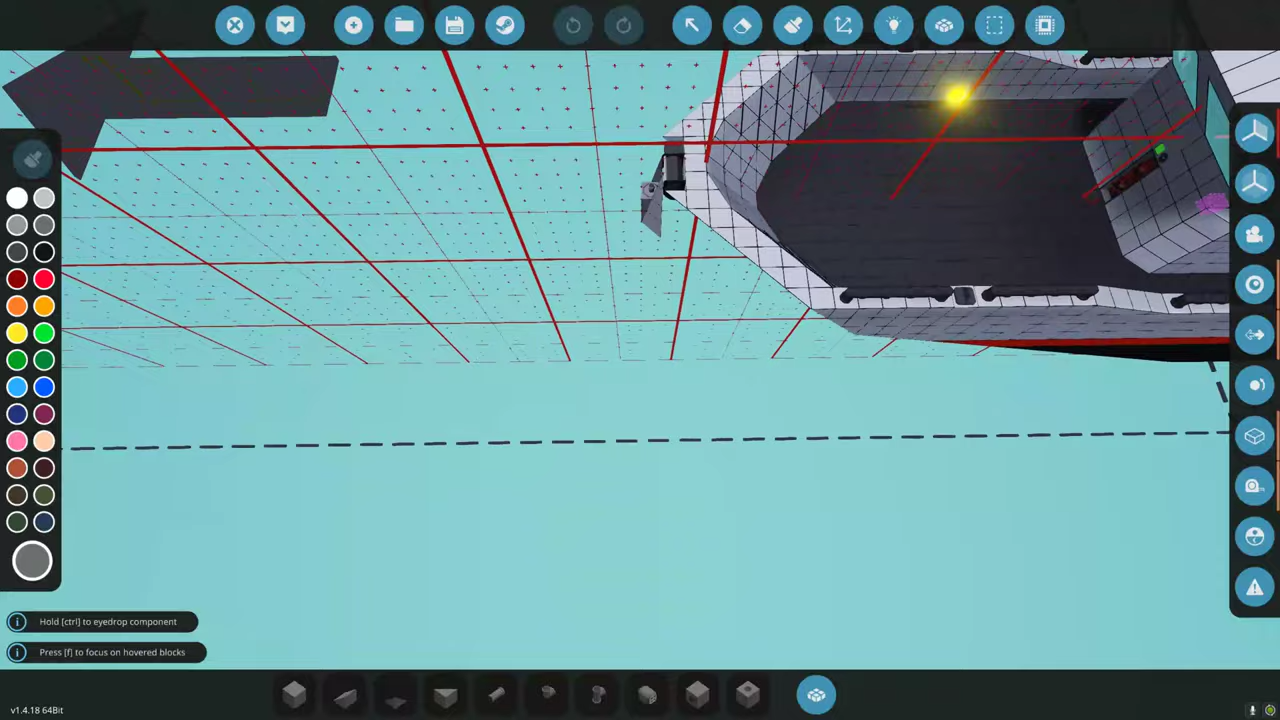 Hold [ctrl] to eyedrop component
Press [f] to focus on hovered blocks
v1.4.18 64Bit